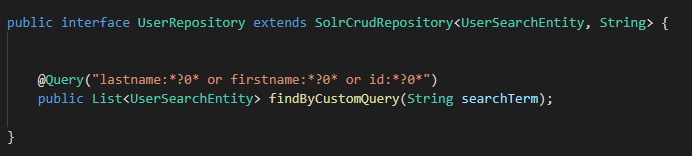 public interface UserRepository extends SolrCrudRepository<UserSearchEntity, String> {
@Query("lastname:*?0* or firstname:*?0* or id:*?0*")
public List<UserSearchEntity> findByCustomQuery(String searchTerm);
}